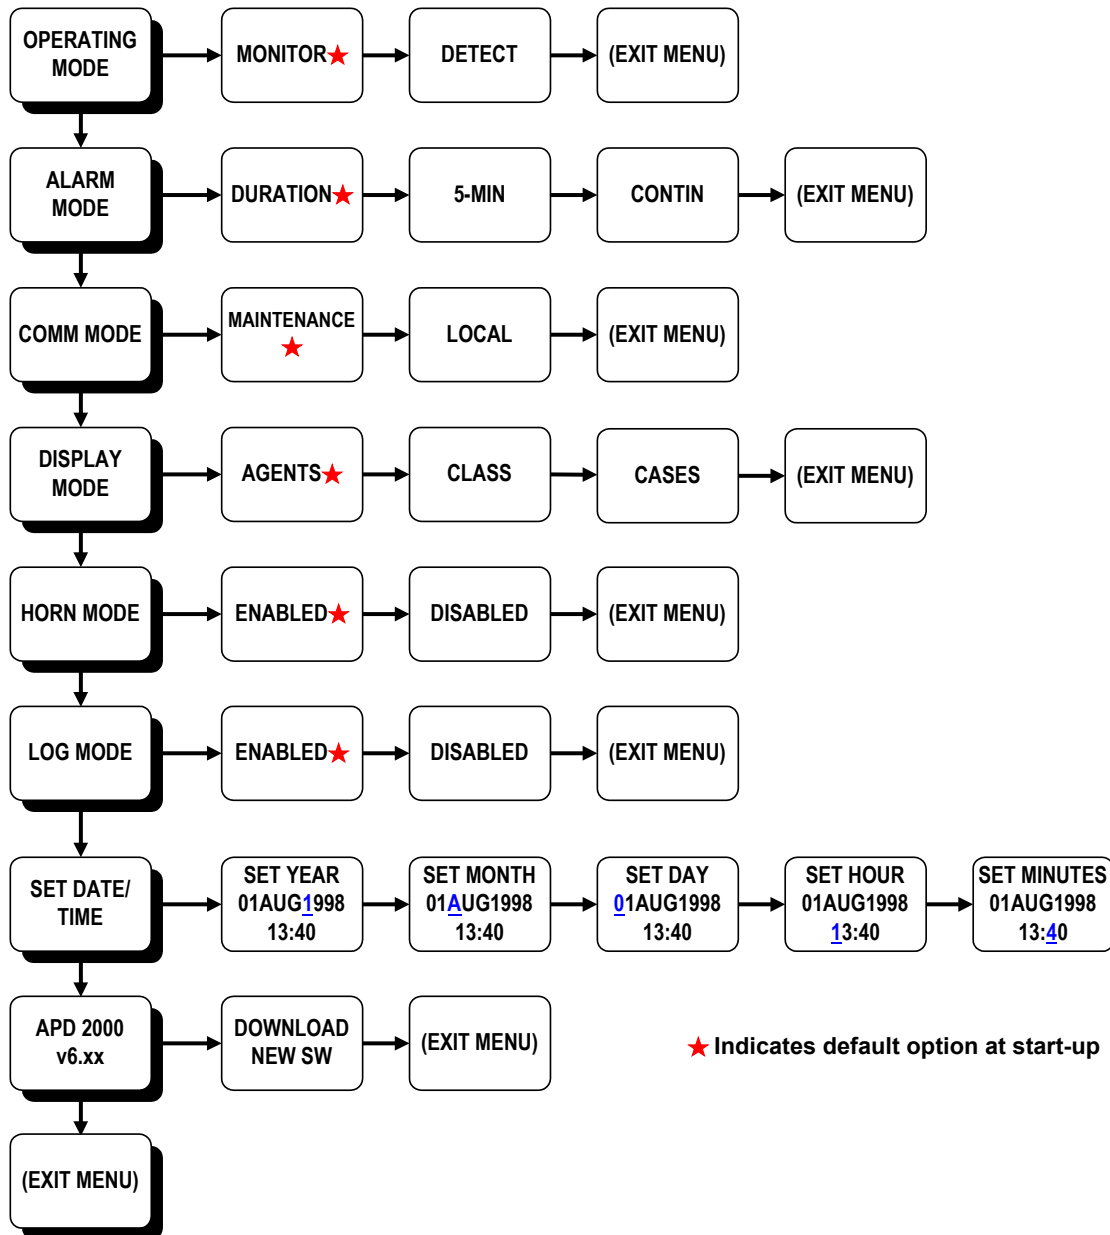 OPERATING
MODE
MONITOR
DETECT
(EXIT MENU)
ALARM
MODE
DURATION
5-MIN
CONTIN
(EXIT MENU)
COMM MODE
MAINTENANCE
LOCAL
(EXIT MENU)
DISPLAY
MODE
AGENTS
CLASS
CASES
(EXIT MENU)
HORN MODE
ENABLED
DISABLED
(EXIT MENU)
LOG MODE
ENABLED
DISABLED
(EXIT MENU)
SET DATE/
TIME
SET YEAR
01AUG1998
13:40
SET MONTH
01AUG1998
13:40
SET DAY
01AUG1998
13:40
SET HOUR
01AUG1998
13:40
SET MINUTES
01AUG1998
13:40
APD 2000
v6.xx
DOWNLOAD
NEW SW
(EXIT MENU)
Indicates default option at start-up
(EXIT MENU)